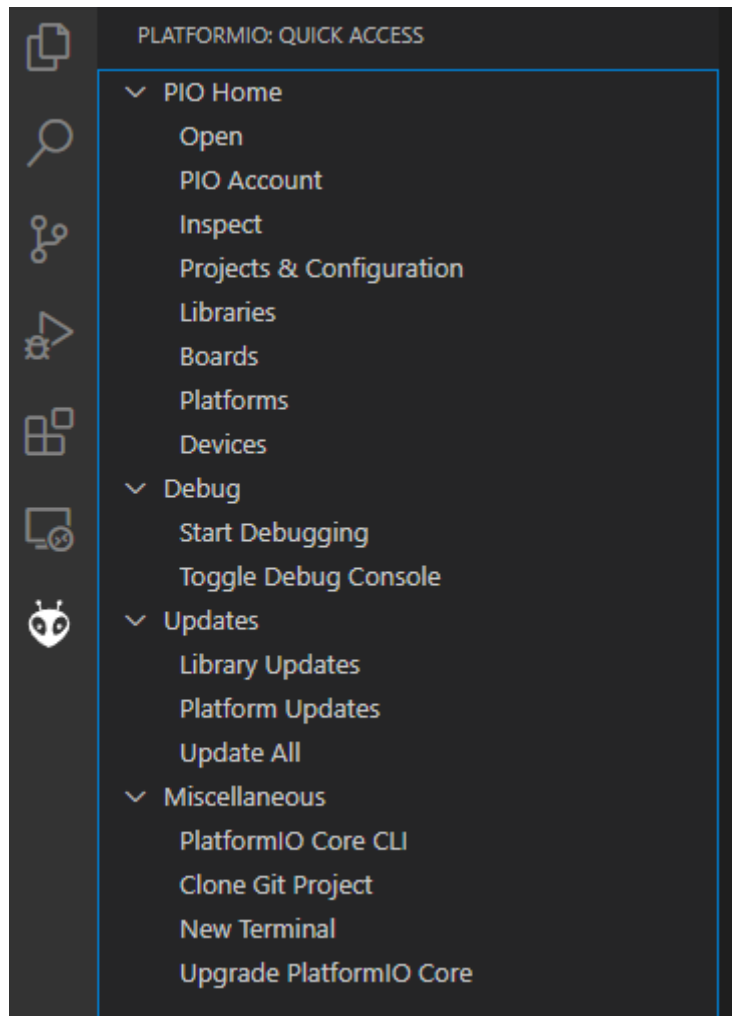 PLATFORMIO: QUICK ACCESS
PIO Home
Open
PIO Account
Inspect
Projects & Configuration
Libraries
Boards
Platforms
Devices
Debug
Start Debugging
Toggle Debug Console
Updates
Library Updates
Platform Updates
Update All
Miscellaneous
PlatformIO Core CLI
Clone Git Project
New Terminal
Upgrade PlatformIO Core